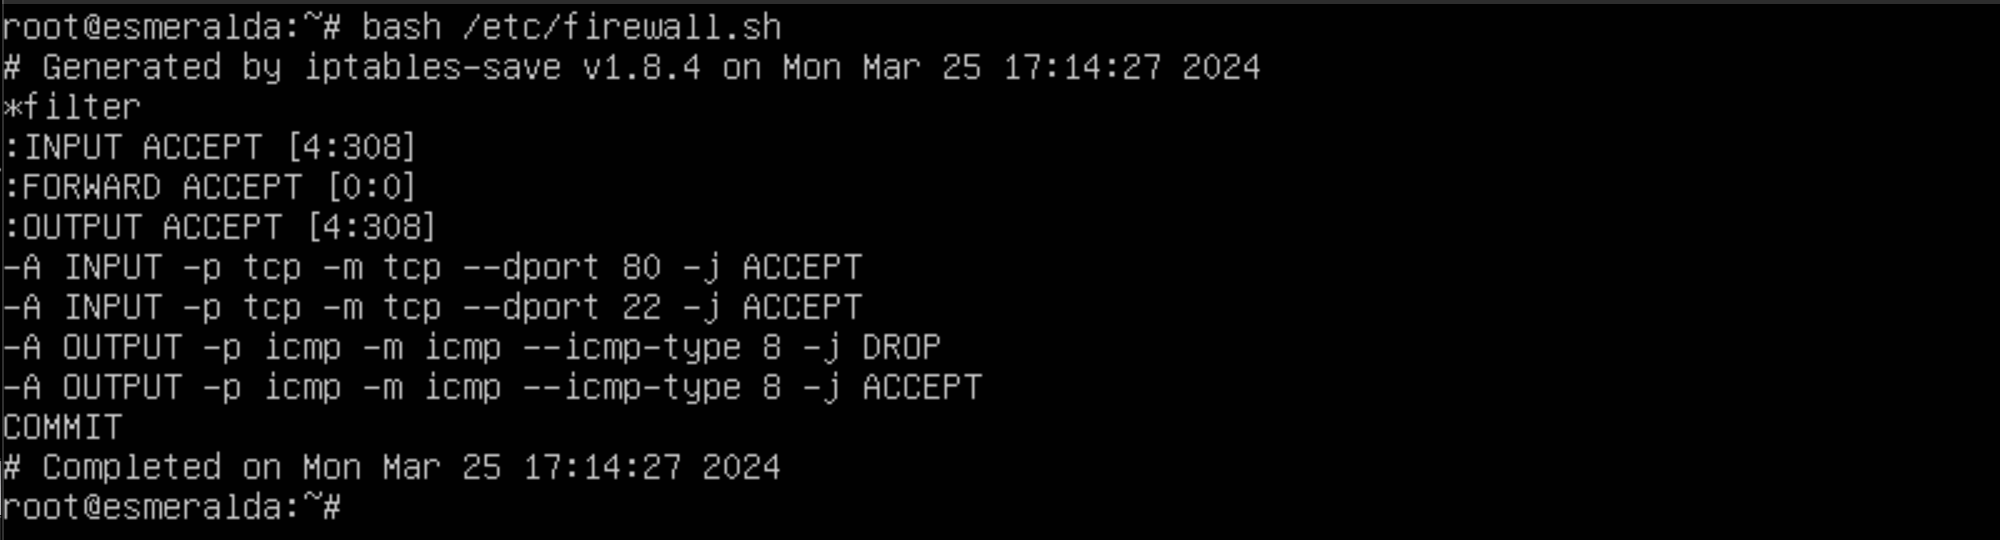 root@esmeralda:~# bash /etc/firewall.sh
# Generated by iptables-save v1.8.4 on Mon Mar 25 17:14:27 2024
*filter
:INPUT ACCEPT [4:308]
:FORWARD ACCEPT [0:0]
:OUTPUT ACCEPT [4:308]
-A INPUT -p tcp -m tcp --dport 80 -j ACCEPT
-A INPUT -p tcp -m tcp --dport 22 -j ACCEPT
-A OUTPUT -p icmp -m icmp --icmp-type 8 -j DROP
-A OUTPUT -p icmp -m icmp --icmp-type 8 -j ACCEPT
COMMIT
# Completed on Mon Mar 25 17:14:27 2024
root@esmeralda:~#